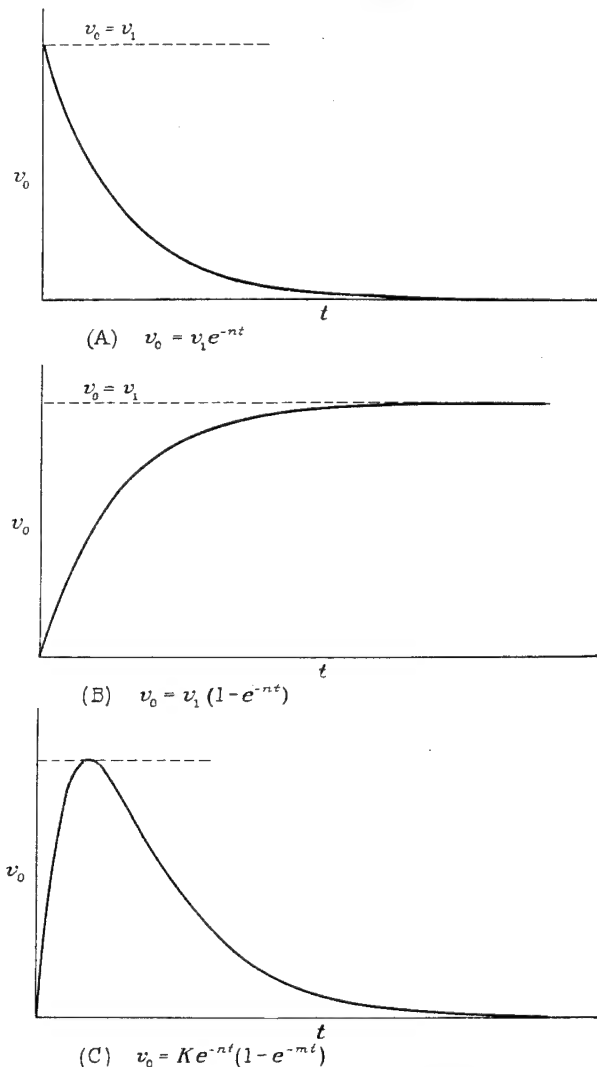 v₀ = v₁
v₀
t
(A) v₀ = v₁e⁻ⁿᵗ
v₀ = v₁
v₀
t
(B) v₀ = v₁ (1-e⁻ⁿᵗ)
v₀
t
(C) v₀ = Ke⁻ⁿᵗ(1-e⁻ᵐᵗ)